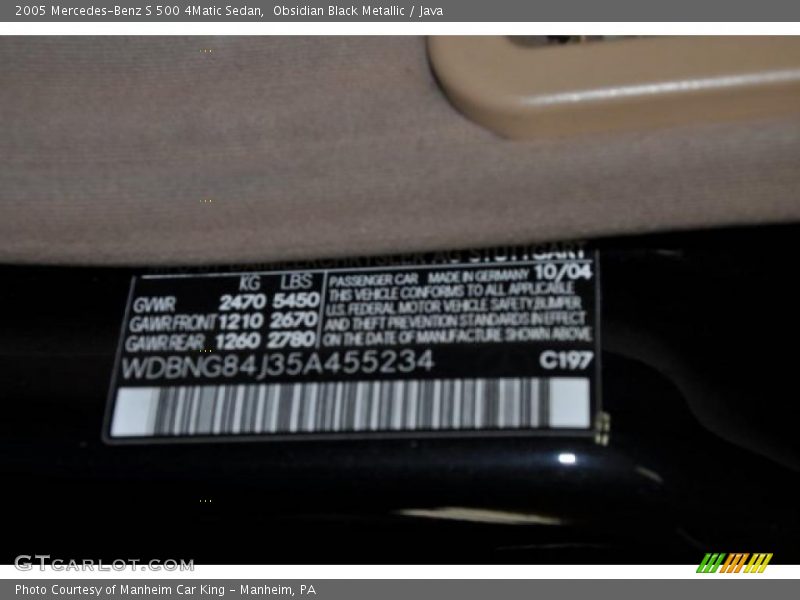 2005 Mercedes-Benz S 500 4Matic Sedan,  Obsidian Black Metallic / Java
STUTTGART
KG LBS
GVWR 2470 5450
GAWR FRONT 1210 2670
GAWR REAR 1260 2780
PASSENGER CAR MADE IN GERMANY 10/04
THIS VEHICLE CONFORMS TO ALL APPLICABLE
U.S. FEDERAL MOTOR VEHICLE SAFETY, BUMPER
AND THEFT PREVENTION STANDARDS IN EFFECT
ON THE DATE OF MANUFACTURE SHOWN ABOVE
WDBNG84J35A455234 C197
GTcarlot.com
Photo Courtesy of Manheim Car King - Manheim, PA